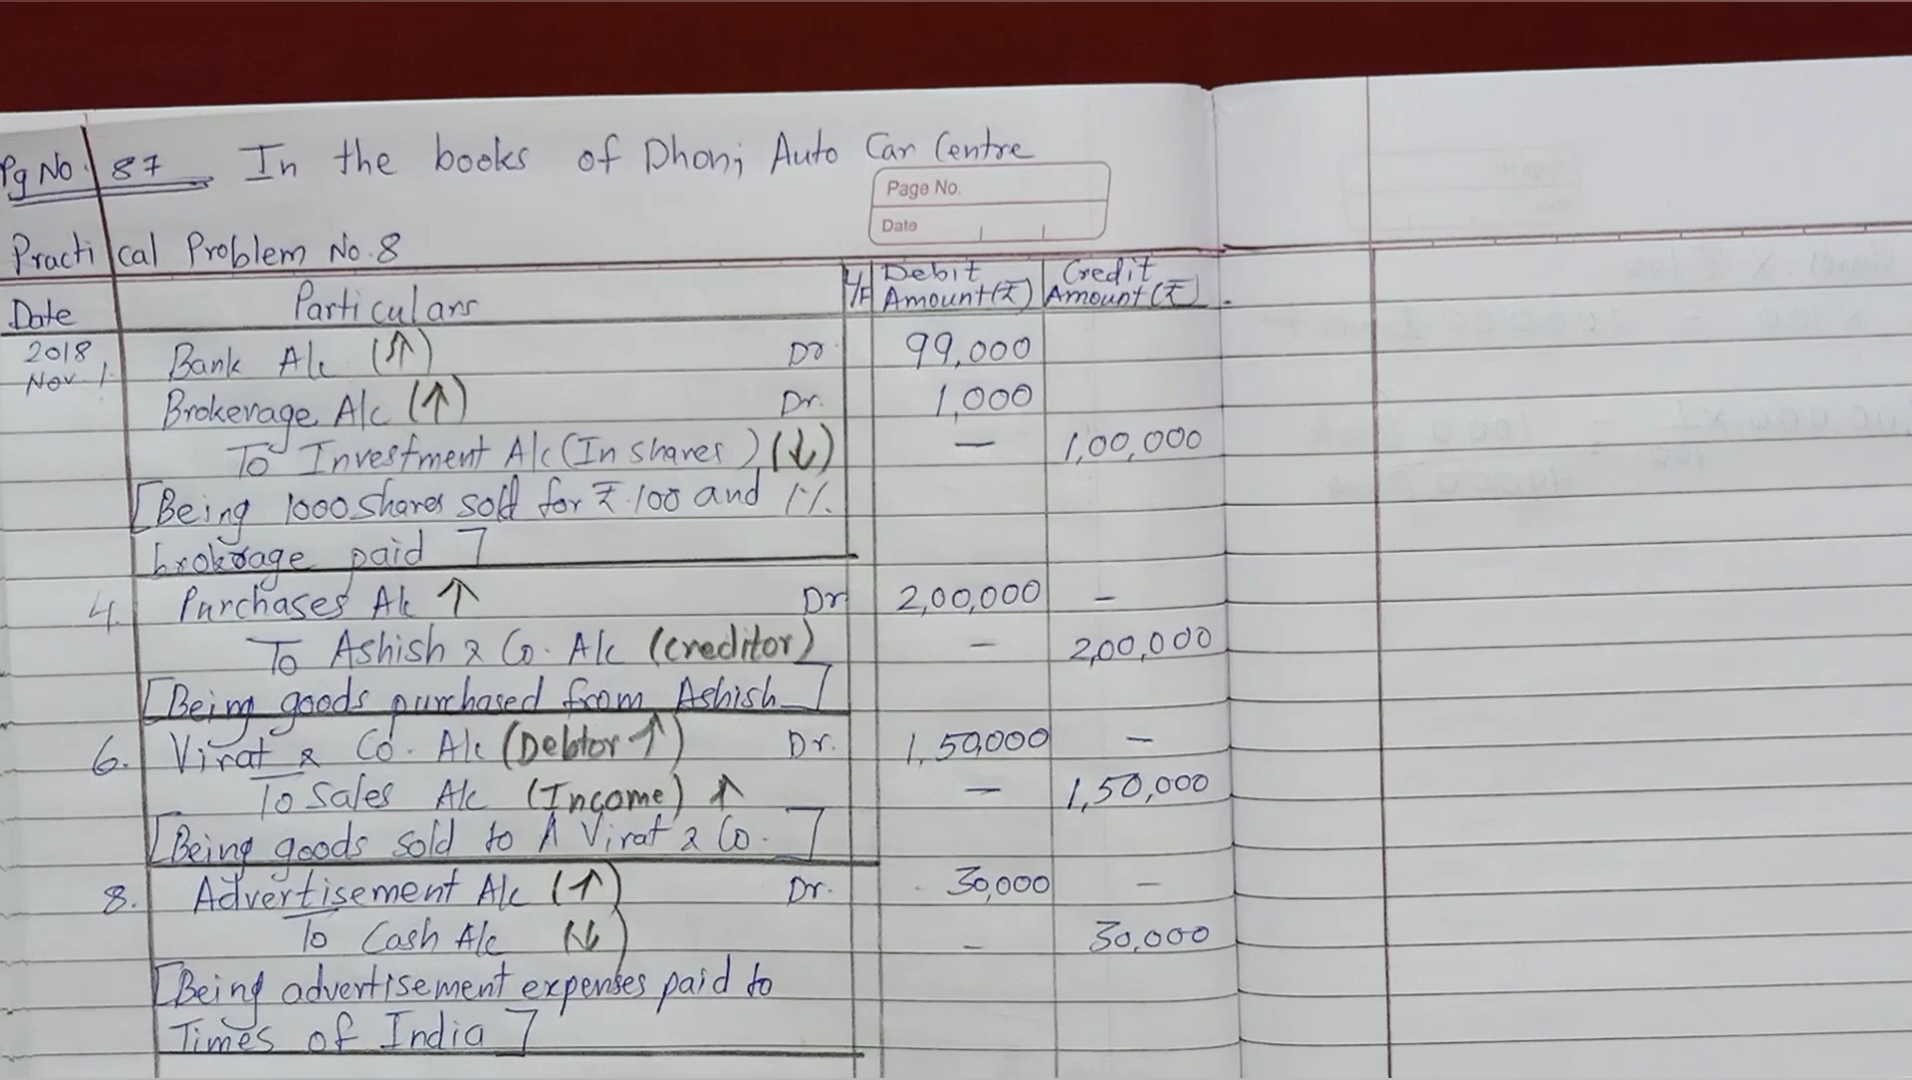 Pg No. 87 In the books of Dhoni Auto Car Centre
Page No.
Date
Practical Problem No. 8
Date Particulars L/F Debit Amount (₹) Credit Amount (₹)
2018 Nov. 1. Bank A/c (↑) Dr 99,000
Brokerage A/c (↑) Dr. 1,000
To Investment A/c (In shares) (↓) — 1,00,000
[Being 1000 shares sold for ₹.100 and 1%
brokerage paid]
4. Purchases A/c ↑ Dr 2,00,000 —
To Ashish & Co. A/c (creditor) — 2,00,000
[Being goods purchased from Ashish]
6. Virat & Co. A/c (Debtor ↑) Dr. 1,50,000 —
To Sales A/c (Income) ↑ — 1,50,000
[Being goods sold to A Virat & Co.]
8. Advertisement A/c (↑) Dr. 30,000 —
To Cash A/c (↓) — 30,000
[Being advertisement expenses paid to
Times of India]